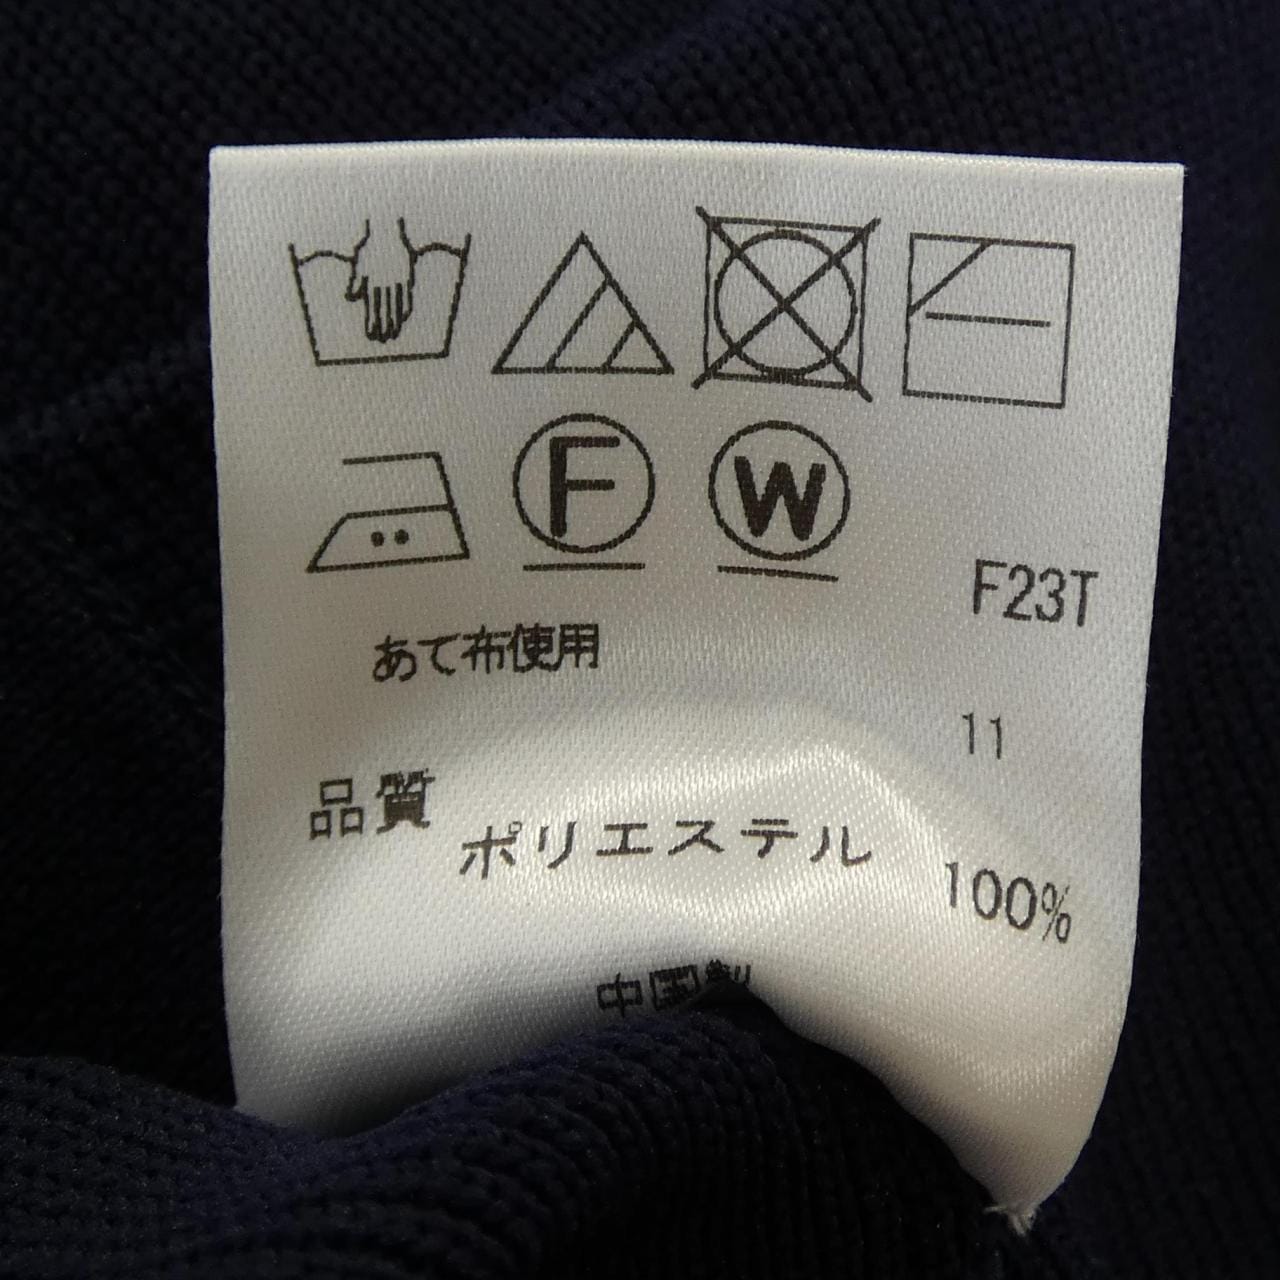 F W
F23T
あて布使用
11
品質
ポリエステル 100%
中国製